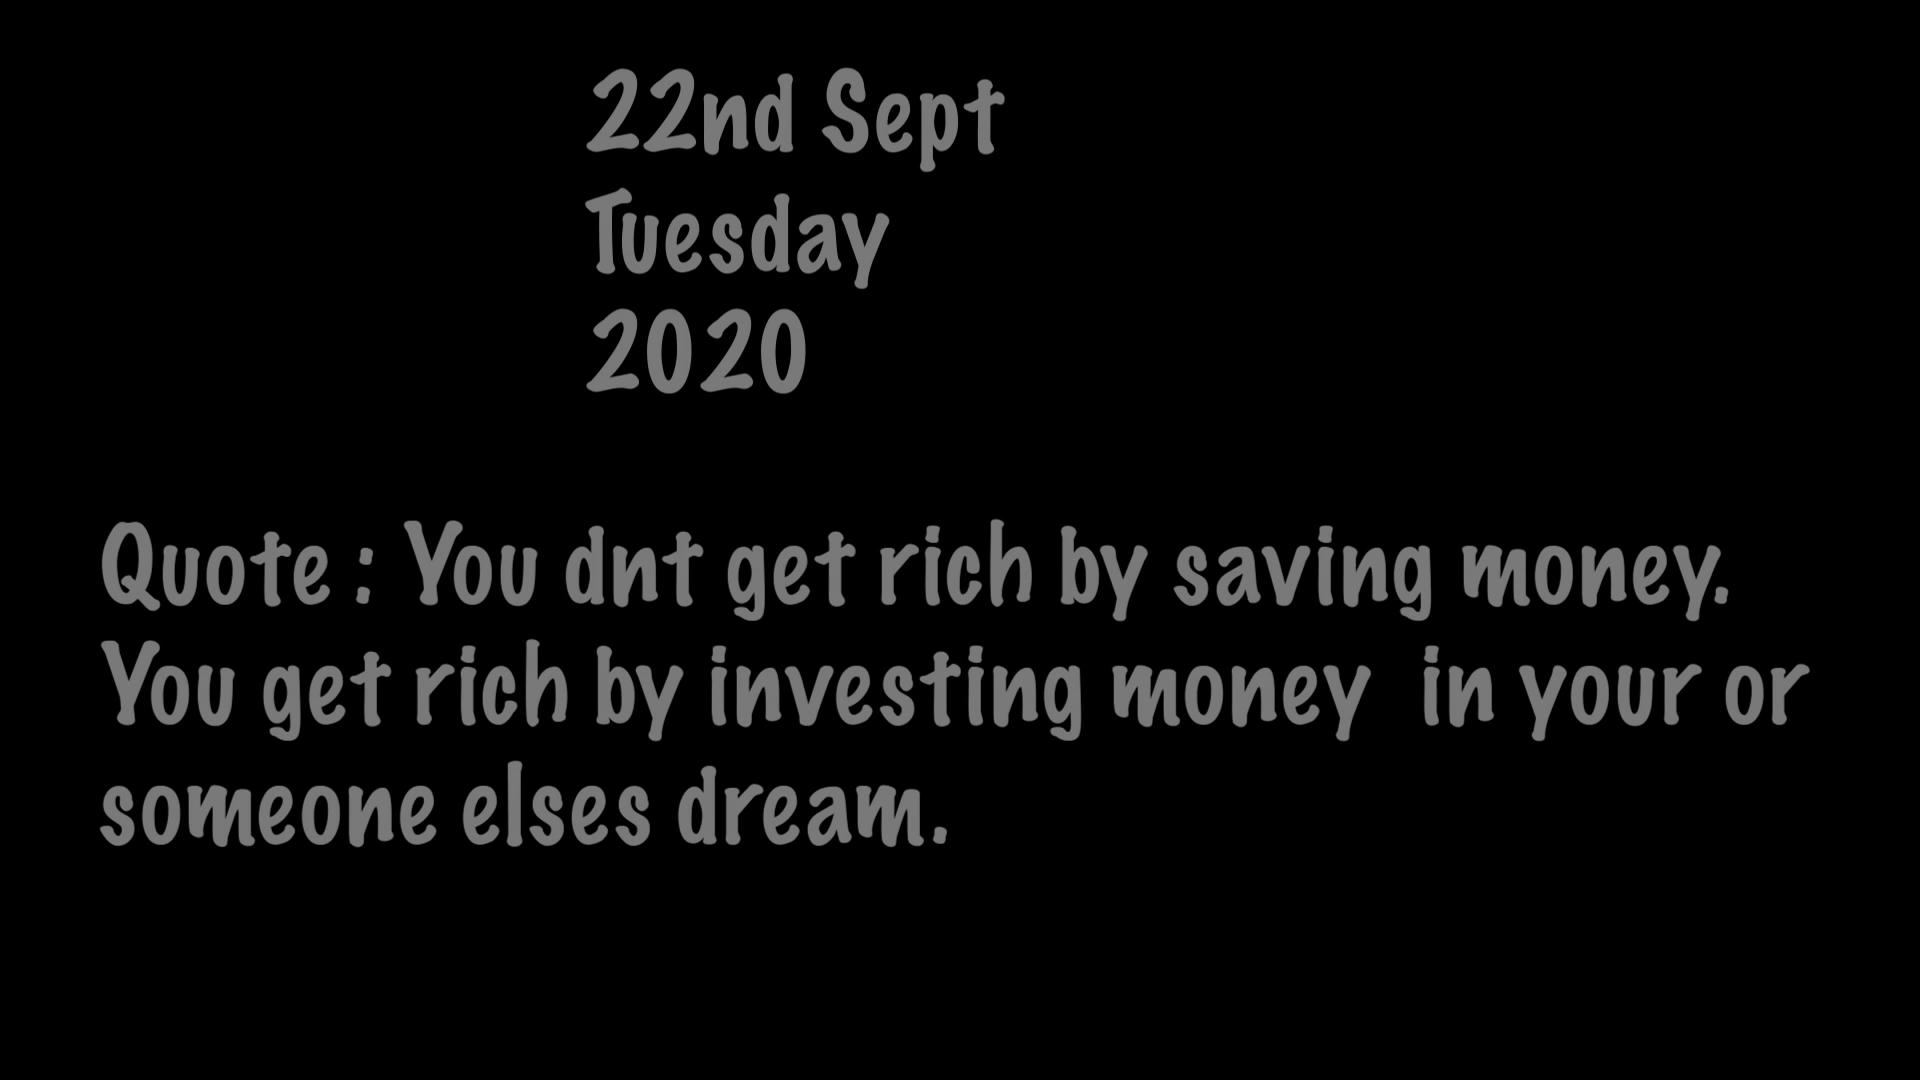 22nd Sept
Tuesday
2020
Quote : You dnt get rich by saving money.
You get rich by investing money  in your or
someone elses dream.